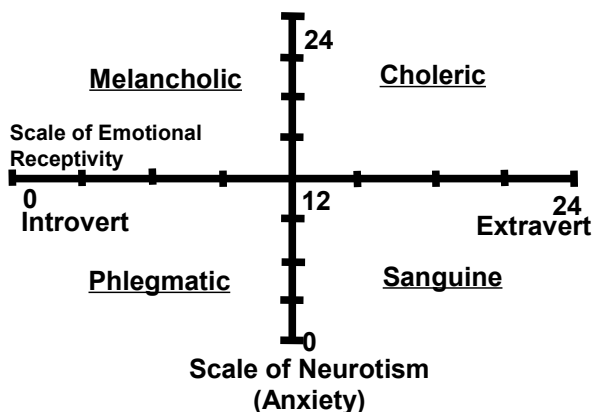 24
Melancholic
Choleric
Scale of Emotional
Receptivity
0
12
24
Introvert
Extravert
Phlegmatic
Sanguine
0
Scale of Neurotism
(Anxiety)